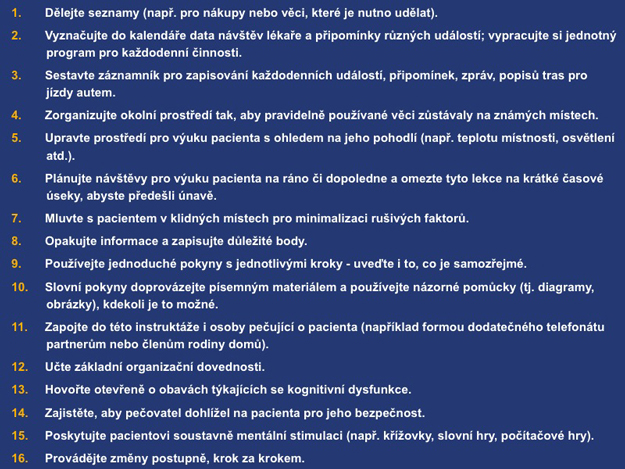 1. Dělejte seznamy (např. pro nákupy nebo věci, které je nutno udělat).
2. Vyznačujte do kalendáře data návštěv lékaře a připomínky různých událostí; vypracujte si jednotný
program pro každodenní činnosti.
3. Sestavte záznamník pro zapisování každodenních událostí, připomínek, zpráv, popisů tras pro
jízdy autem.
4. Zorganizujte okolní prostředí tak, aby pravidelně používané věci zůstávaly na známých místech.
5. Upravte prostředí pro výuku pacienta s ohledem na jeho pohodlí (např. teplotu místnosti, osvětlení
atd.).
6. Plánujte návštěvy pro výuku pacienta na ráno či dopoledne a omezte tyto lekce na krátké časové
úseky, abyste předešli únavě.
7. Mluvte s pacientem v klidných místech pro minimalizaci rušivých faktorů.
8. Opakujte informace a zapisujte důležité body.
9. Používejte jednoduché pokyny s jednotlivými kroky - uveďte i to, co je samozřejmé.
10. Slovní pokyny doprovázejte písemným materiálem a používejte názorné pomůcky (tj. diagramy,
obrázky), kdekoli je to možné.
11. Zapojte do této instruktáže i osoby pečující o pacienta (například formou dodatečného telefonátu
partnerům nebo členům rodiny domů).
12. Učte základní organizační dovednosti.
13. Hovořte otevřeně o obavách týkajících se kognitivní dysfunkce.
14. Zajistěte, aby pečovatel dohlížel na pacienta pro jeho bezpečnost.
15. Poskytujte pacientovi soustavně mentální stimulaci (např. křížovky, slovní hry, počítačové hry).
16. Provádějte změny postupně, krok za krokem.